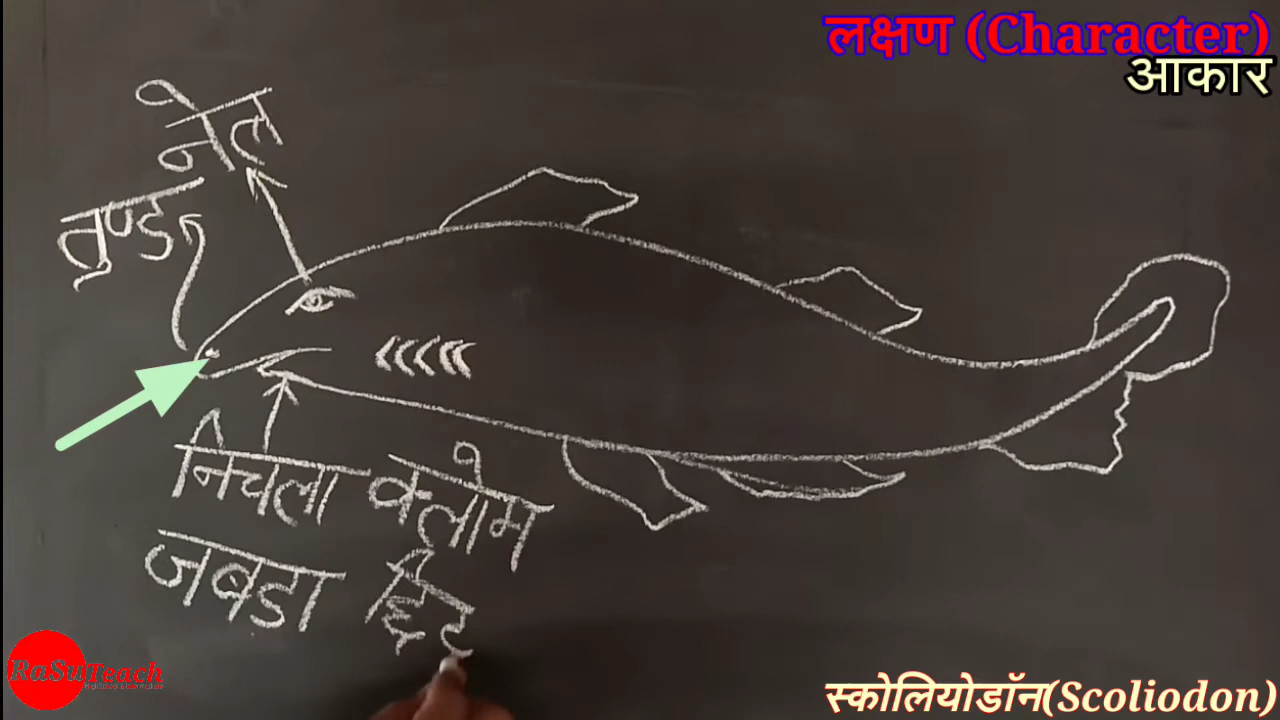 लक्षण (Character)
आकार
नेत्र
तुण्ड
निचला क्लोम
जबडा
RaSuTeach
स्कोलियोडॉन(Scoliodon)